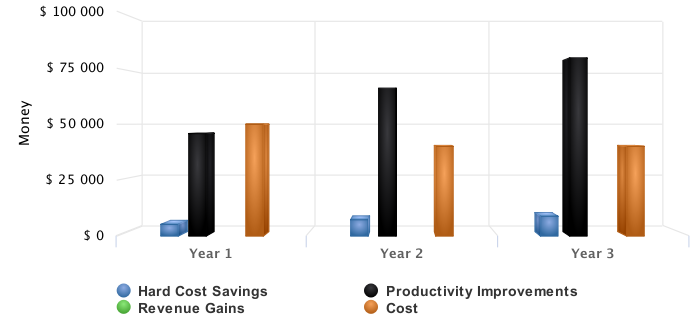 $ 100 000
$ 75 000
$ 50 000
$ 25 000
$ 0
Money
Year 1
Year 2
Year 3
Hard Cost Savings
Productivity Improvements
Revenue Gains
Cost